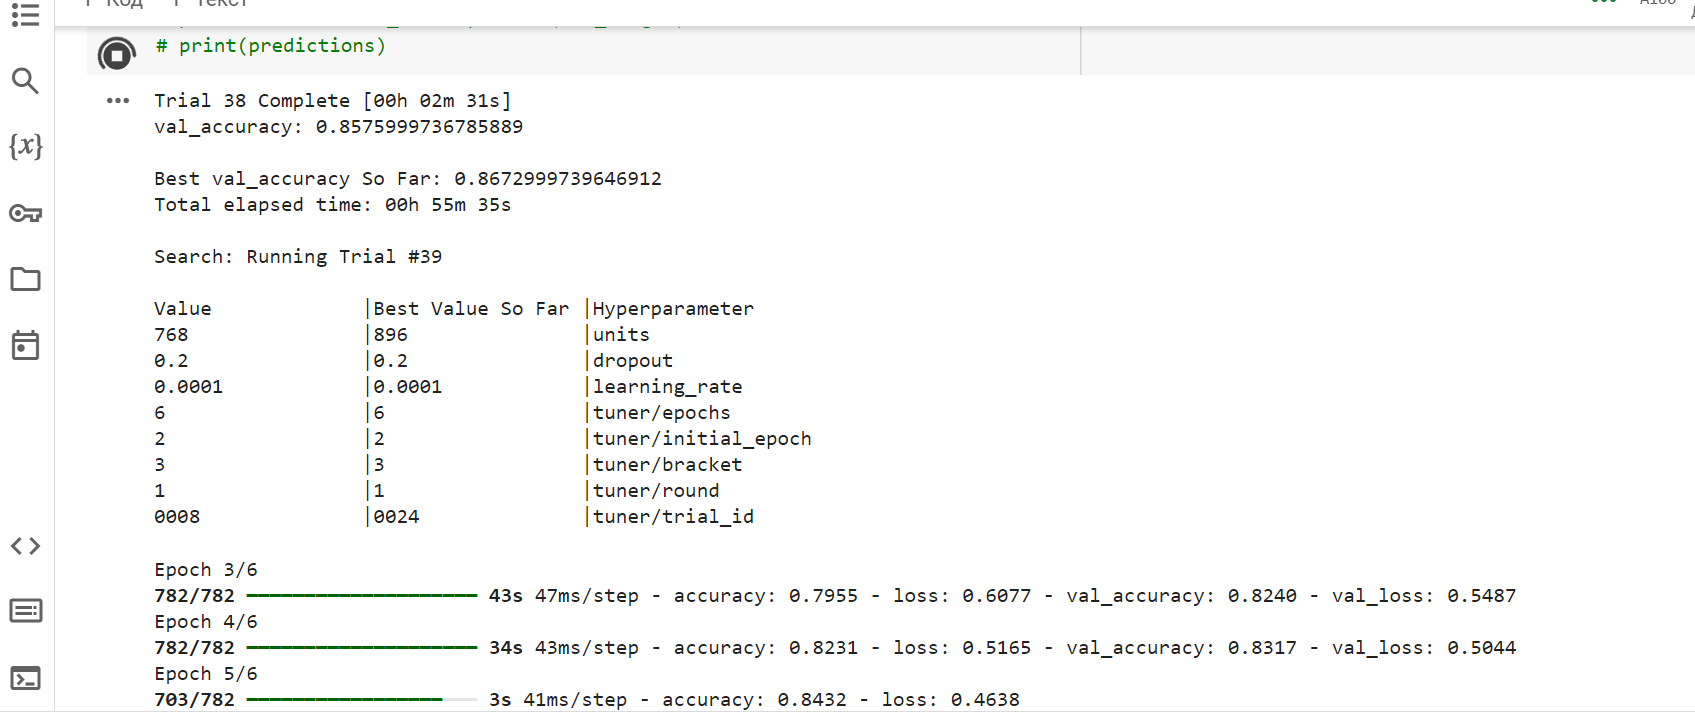 + Код + Текст
A100
# print(predictions)
{x}
Trial 38 Complete [00h 02m 31s]
val_accuracy: 0.8575999736785889
Best val_accuracy So Far: 0.8672999739646912
Total elapsed time: 00h 55m 35s
Search: Running Trial #39
Value |Best Value So Far |Hyperparameter
768 |896 |units
0.2 |0.2 |dropout
0.0001 |0.0001 |learning_rate
6 |6 |tuner/epochs
2 |2 |tuner/initial_epoch
3 |3 |tuner/bracket
1 |1 |tuner/round
0008 |0024 |tuner/trial_id
Epoch 3/6
782/782 ━━━━━━━━━━━━━━━━━━━━ 43s 47ms/step - accuracy: 0.7955 - loss: 0.6077 - val_accuracy: 0.8240 - val_loss: 0.5487
Epoch 4/6
782/782 ━━━━━━━━━━━━━━━━━━━━ 34s 43ms/step - accuracy: 0.8231 - loss: 0.5165 - val_accuracy: 0.8317 - val_loss: 0.5044
Epoch 5/6
703/782 ━━━━━━━━━━━━━━━━━━━━ 3s 41ms/step - accuracy: 0.8432 - loss: 0.4638